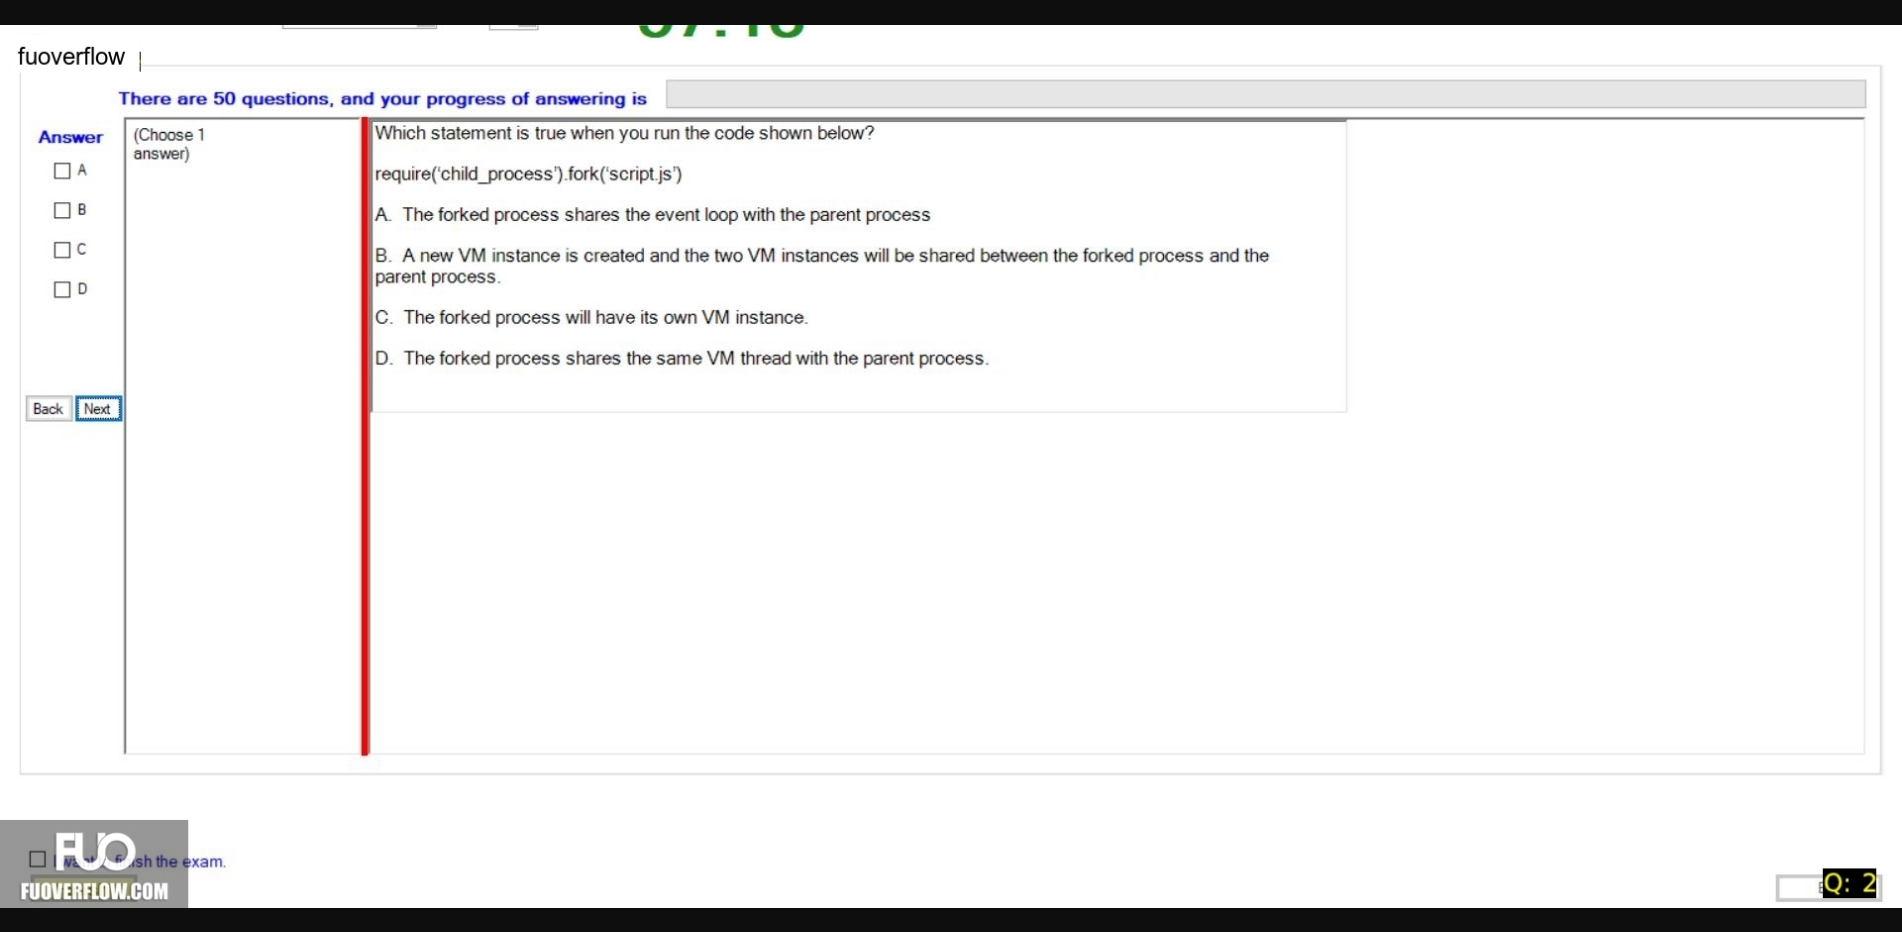 fuoverflow
There are 50 questions, and your progress of answering is
Answer
(Choose 1
answer)
A
B
C
D
Back
Next
Which statement is true when you run the code shown below?
require(‘child_process’).fork(‘script.js’)
A. The forked process shares the event loop with the parent process
B. A new VM instance is created and the two VM instances will be shared between the forked process and the
parent process.
C. The forked process will have its own VM instance.
D. The forked process shares the same VM thread with the parent process.
FUO
the exam.
FUOVERFLOW.COM
Q: 2